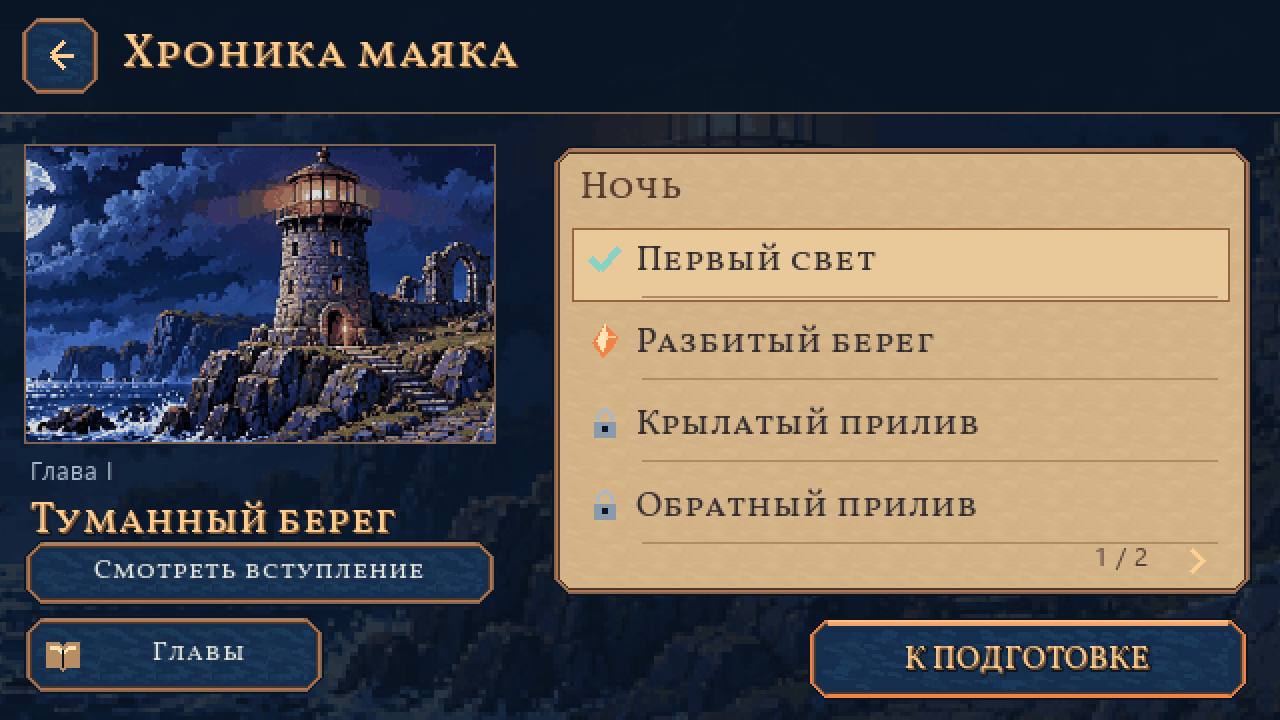 Хроника маяка
Глава I
Туманный берег
Смотреть вступление
Главы
Ночь
Первый свет
Разбитый берег
Крылатый прилив
Обратный прилив
1 / 2
К подготовке